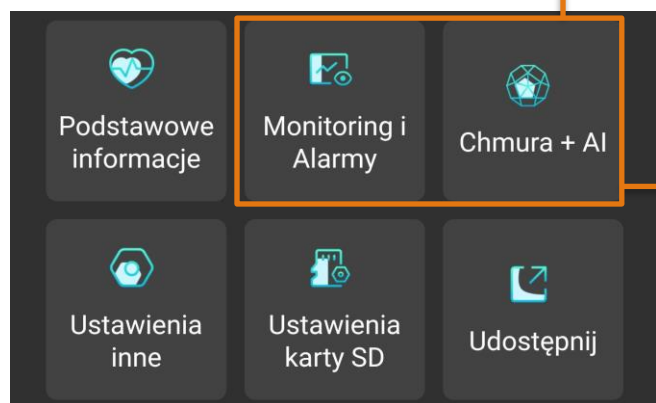 Podstawowe
informacje
Monitoring i
Alarmy
Chmura + AI
Ustawienia
inne
Ustawienia
karty SD
Udostępnij